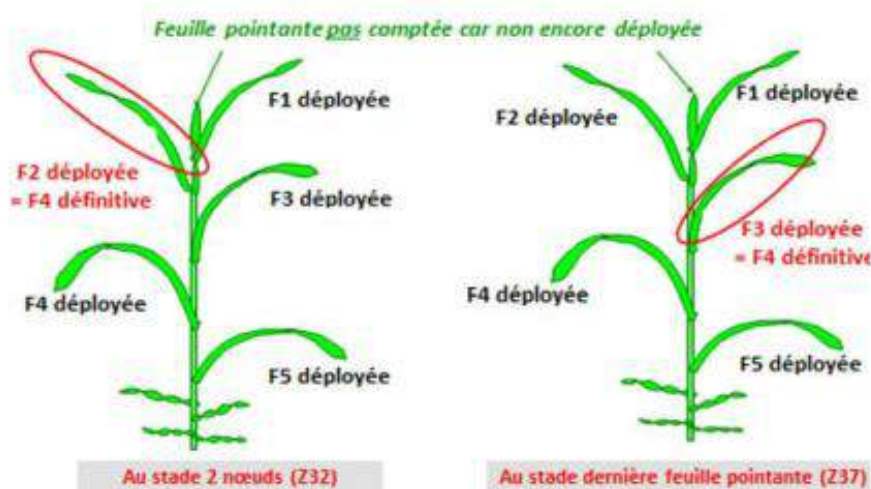 Feuille pointante pas comptée car non encore déployée
F1 déployée
F2 déployée
= F4 définitive
F3 déployée
F4 déployée
F5 déployée
Au stade 2 nœuds (Z32)
F1 déployée
F2 déployée
F3 déployée
= F4 définitive
F4 déployée
F5 déployée
Au stade dernière feuille pointante (Z37)